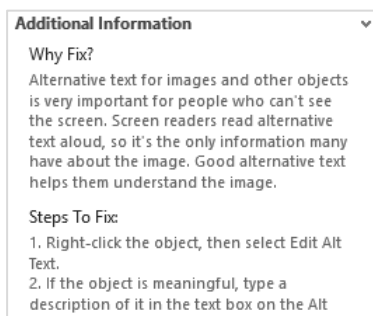 Additional Information
Why Fix?
Alternative text for images and other objects
is very important for people who can't see
the screen. Screen readers read alternative
text aloud, so it's the only information many
have about the image. Good alternative text
helps them understand the image.
Steps To Fix:
1. Right-click the object, then select Edit Alt
Text.
2. If the object is meaningful, type a
description of it in the text box on the Alt